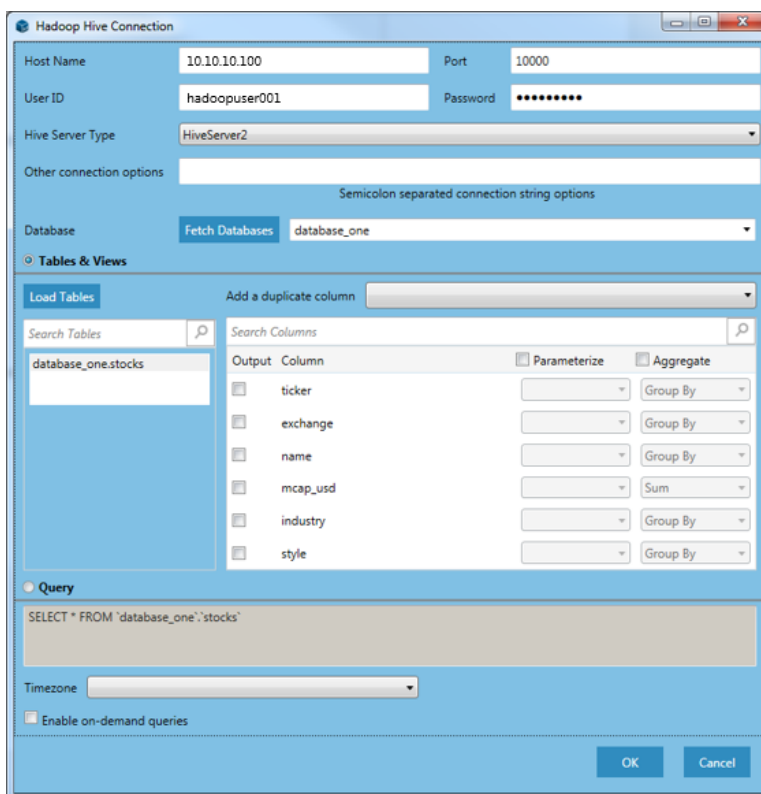 Hadoop Hive Connection
Host Name 10.10.10.100 Port 10000
User ID hadoopuser001 Password •••••••••
Hive Server Type HiveServer2
Other connection options
Semicolon separated connection string options
Database Fetch Databases database_one
Tables & Views
Load Tables Add a duplicate column
Search Tables Search Columns
database_one.stocks Output Column Parameterize Aggregate
ticker Group By
exchange Group By
name Group By
mcap_usd Sum
industry Group By
style Group By
Query
SELECT * FROM `database_one`.`stocks`
Timezone
Enable on-demand queries
OK Cancel